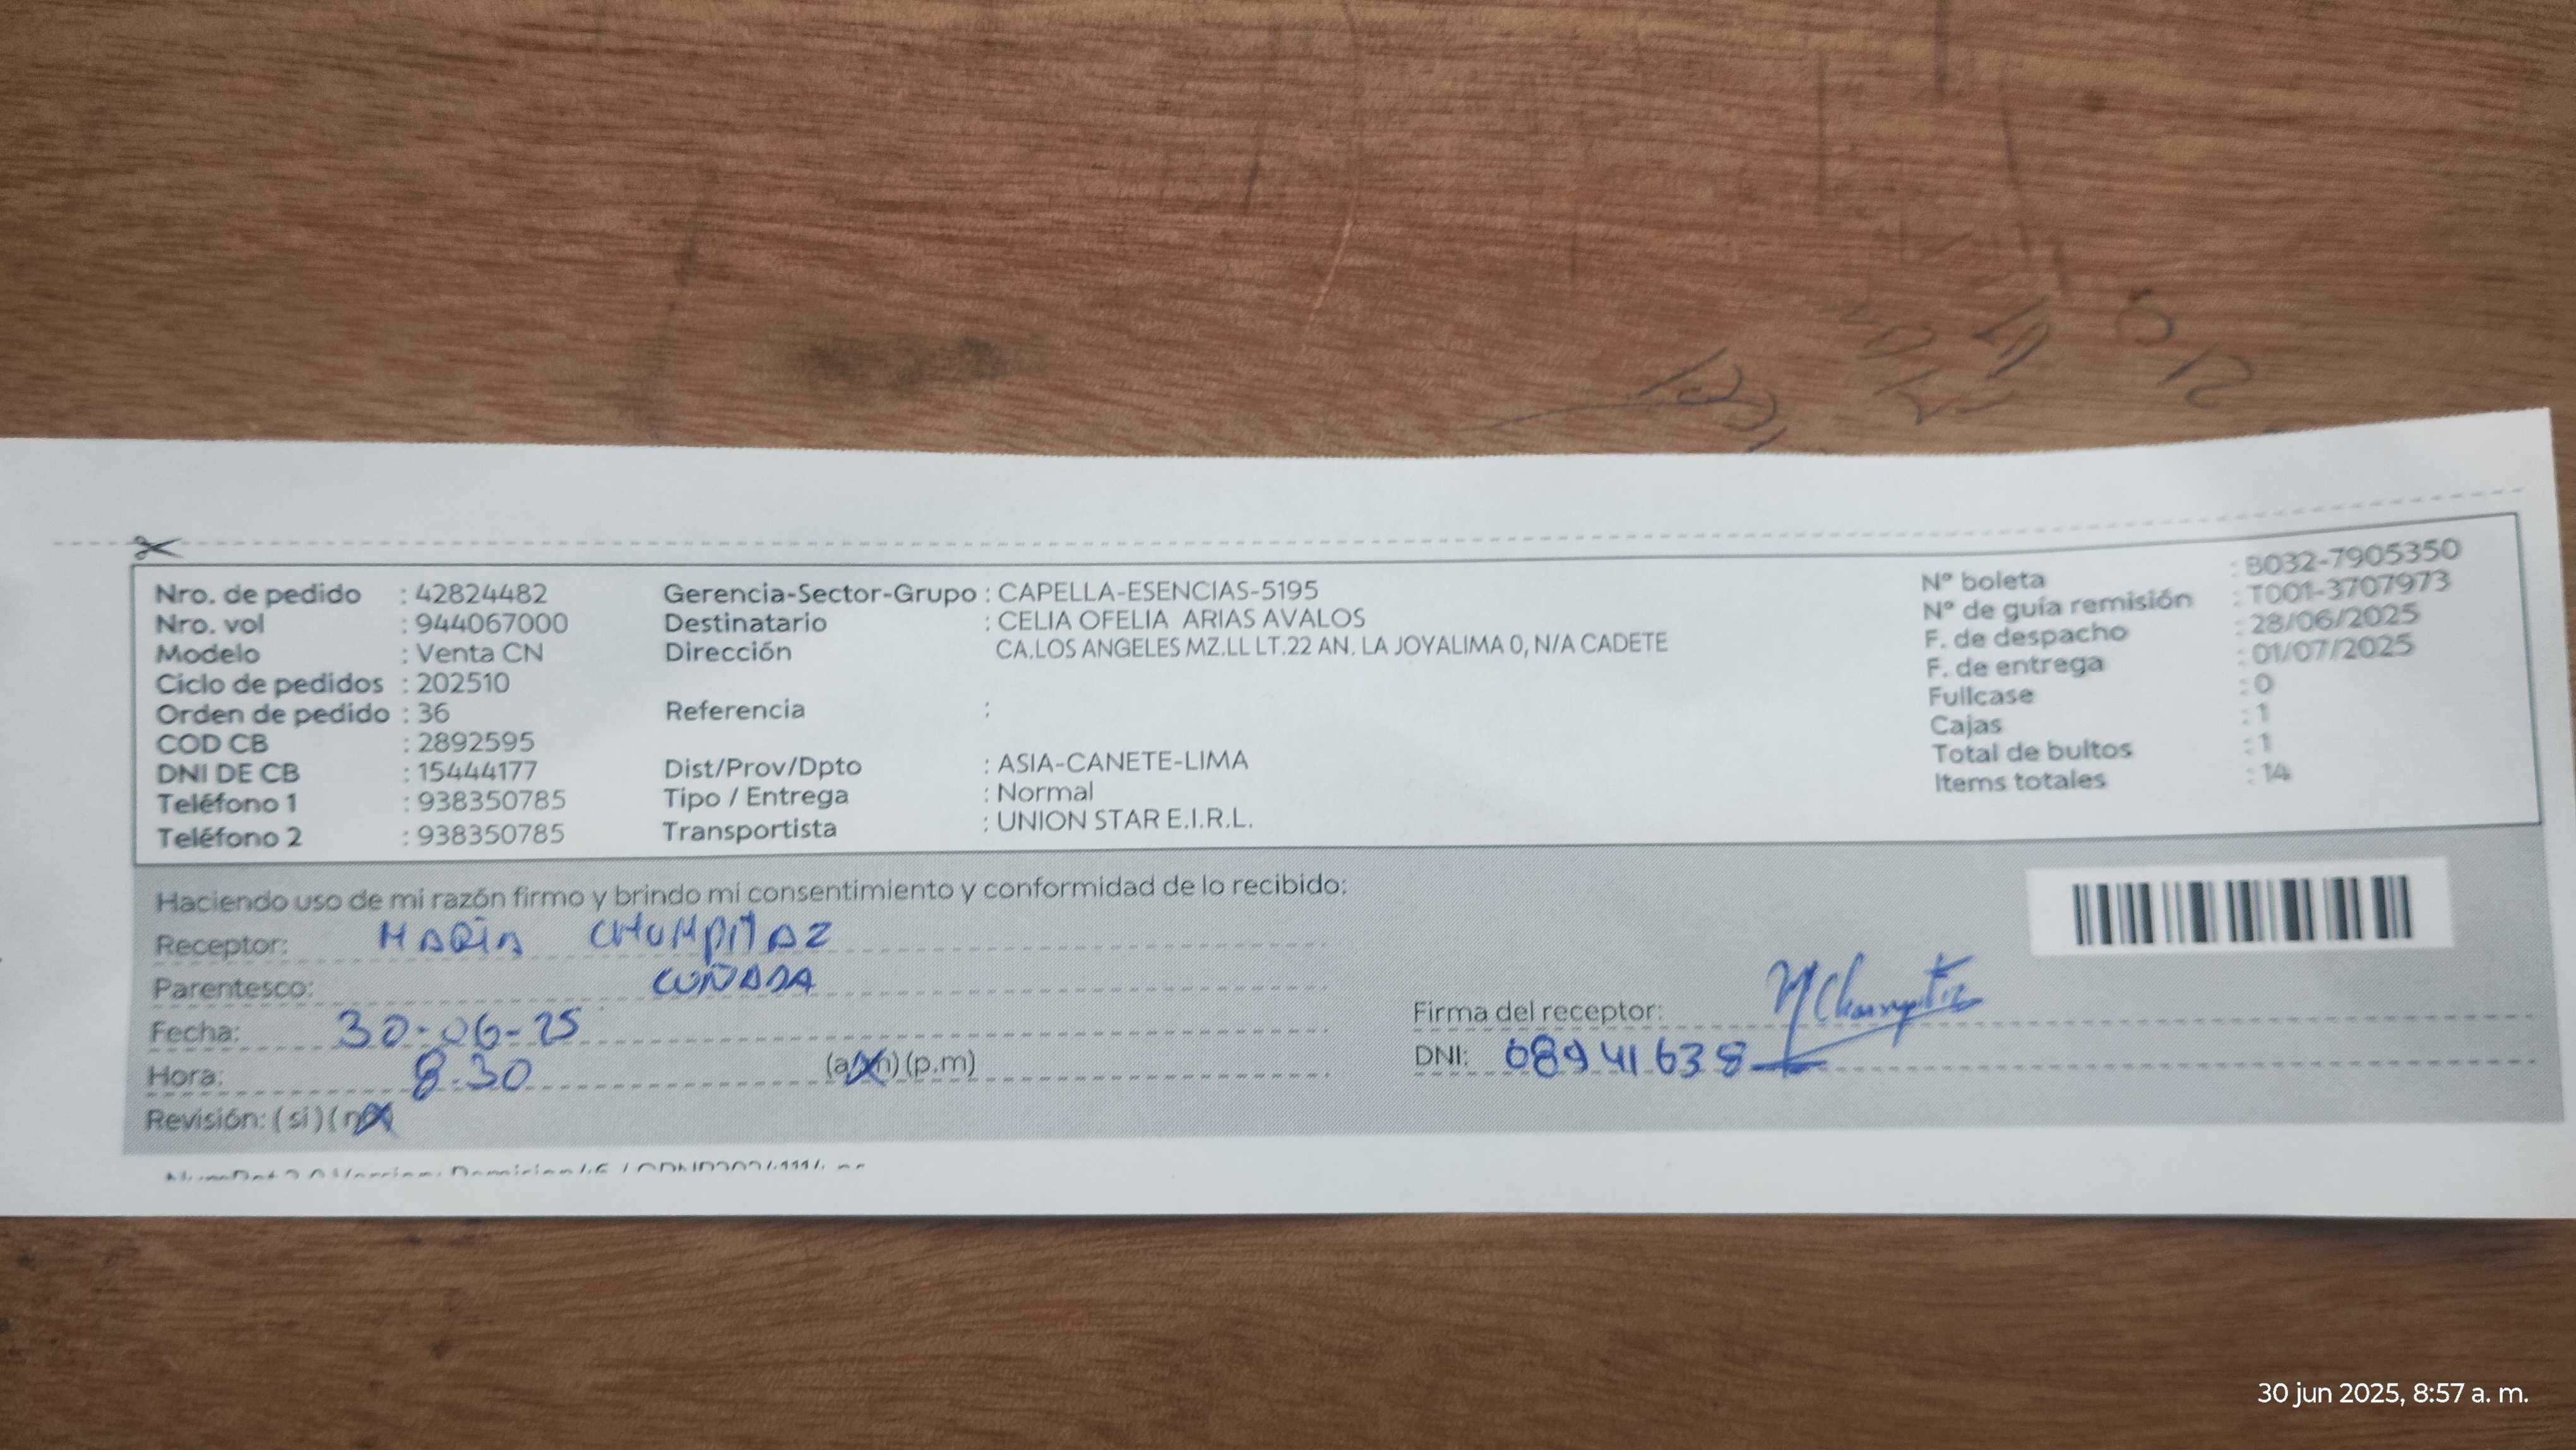 Nro. de pedido : 42824482
Nro. vol : 944067000
Modelo : Venta CN
Ciclo de pedidos : 202510
Orden de pedido : 36
COD CB : 2892595
DNI DE CB : 15444177
Teléfono 1 : 938350785
Teléfono 2 : 938350785
Gerencia-Sector-Grupo : CAPELLA-ESENCIAS-5195
Destinatario : CELIA OFELIA ARIAS AVALOS
Dirección CA.LOS ANGELES MZ.LL LT.22 AN. LA JOYALIMA 0, N/A CADETE
Referencia :
Dist/Prov/Dpto : ASIA-CANETE-LIMA
Tipo / Entrega : Normal
Transportista : UNION STAR E.I.R.L.
N° boleta : B032-7905350
N° de guía remisión : T001-3707973
F. de despacho : 28/06/2025
F. de entrega : 01/07/2025
Fullcase : 0
Cajas : 1
Total de bultos : 1
Items totales : 14
Haciendo uso de mi razón firmo y brindo mi consentimiento y conformidad de lo recibido:
Receptor: MARIA CHUMPITAZ
Parentesco: CUÑADA
Fecha: 30-06-25
Hora: 8.30 (a.m) (p.m)
Revisión: (si) (no)
Firma del receptor: MChumpitaz
DNI: 08941638
30 jun 2025, 8:57 a. m.